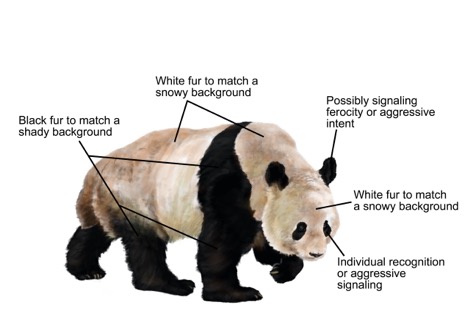 White fur to match a
snowy background
Possibly signaling
ferocity or aggressive
intent
Black fur to match a
shady background
White fur to match
a snowy background
Individual recognition
or aggressive
signaling